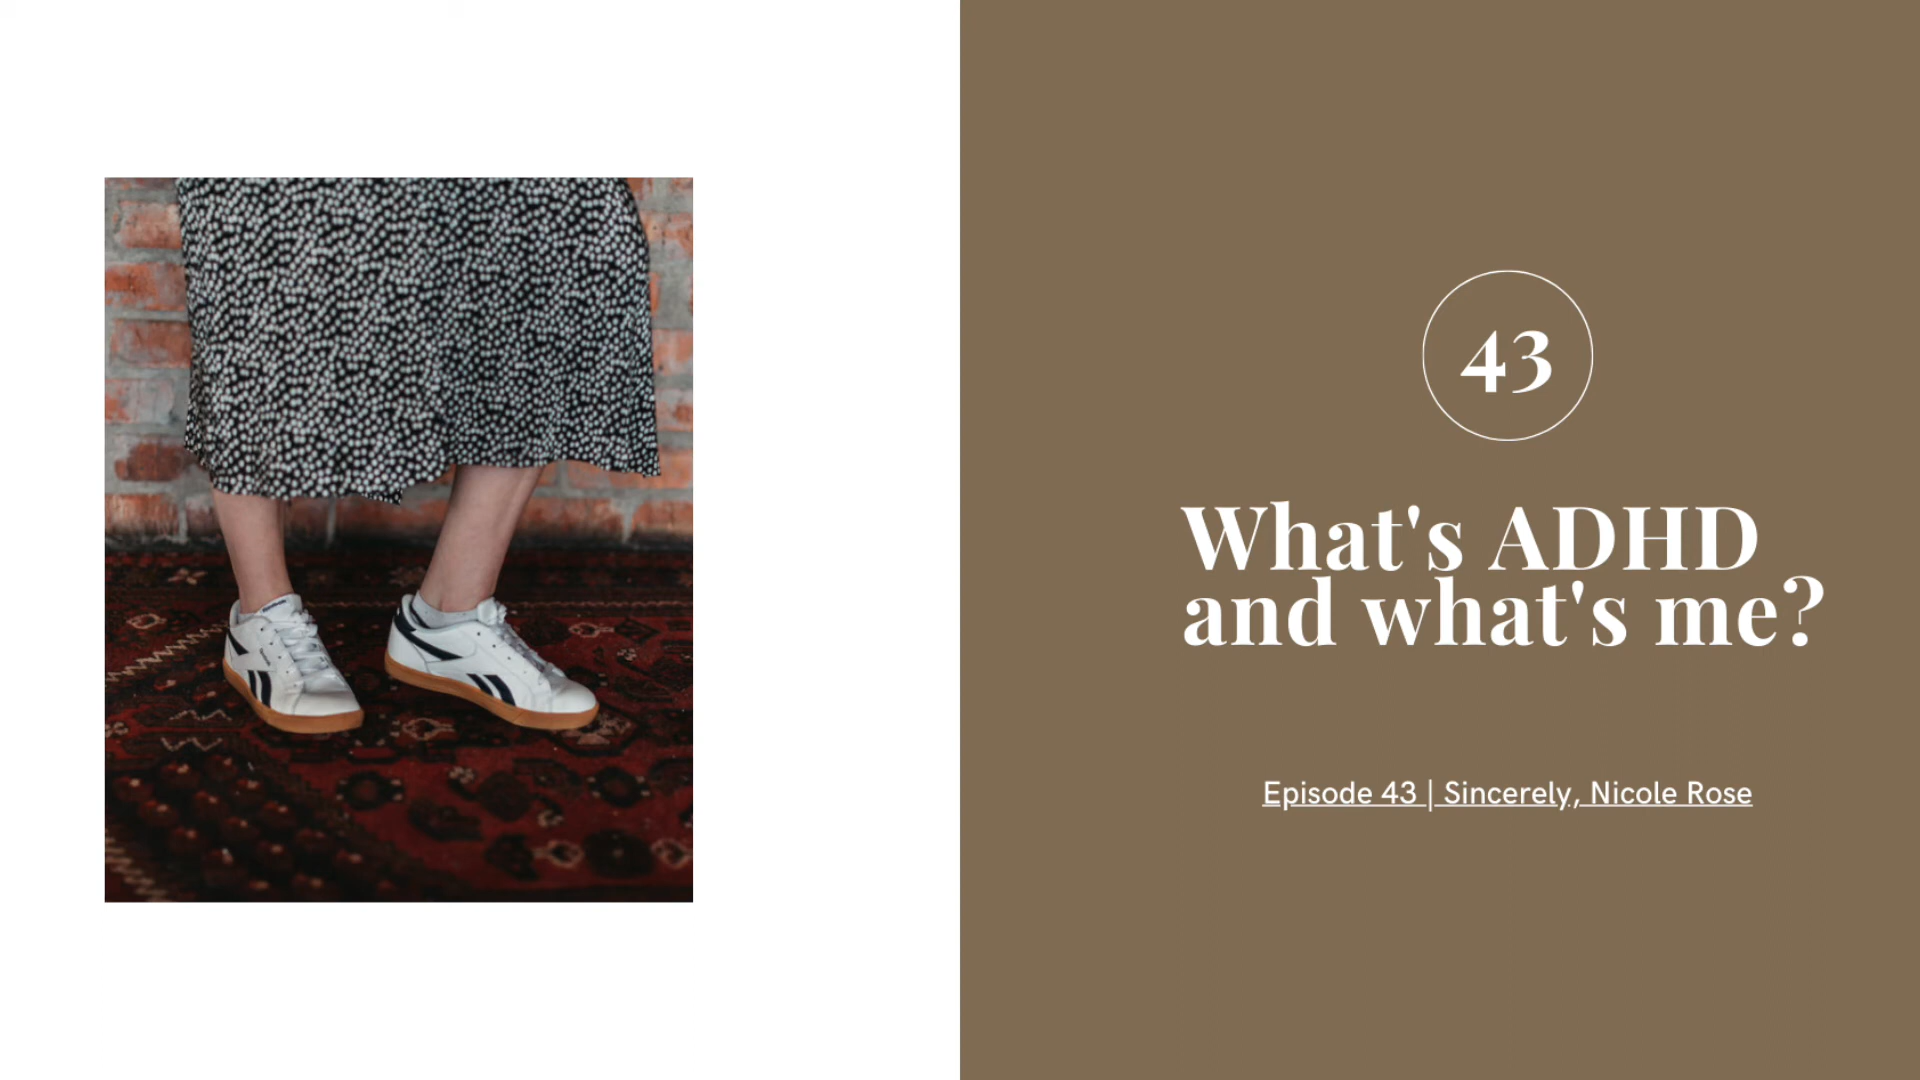 43
What's ADHD
and what's me?
Episode 43 | Sincerely, Nicole Rose